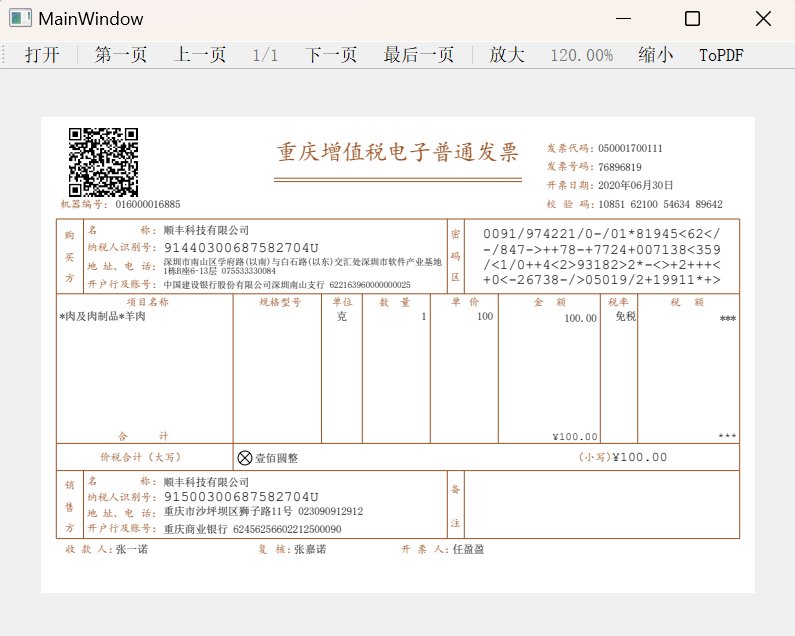 MainWindow
打开 第一页 上一页 1/1 下一页 最后一页 放大 120.00% 缩小 ToPDF
重庆增值税电子普通发票
发票代码: 050001700111
发票号码: 76896819
开票日期: 2020年06月30日
机器编号: 016000016885
校 验 码: 10851 62100 54634 89642
购买方
名 称: 顺丰科技有限公司
纳税人识别号: 91440300687582704U
地 址、电 话: 深圳市南山区学府路(以南)与白石路(以东)交汇处深圳市软件产业基地
1栋B座6-13层 075533330084
开户行及账号: 中国建设银行股份有限公司深圳南山支行 622163960000000025
密码区
0091/974221/0-/01*81945<62</
-/847->++78-+7724+007138<359
/<1/0++4<2>93182>2*-<>+2+++<
+0<-26738-/>05019/2+19911*+>
项目名称 规格型号 单位 数 量 单 价 金 额 税率 税 额
*肉及肉制品*羊肉 克 1 100 100.00 免税 ***
合 计 ¥100.00 ***
价税合计（大写） 壹佰圆整 （小写）¥100.00
销售方
名 称: 顺丰科技有限公司
纳税人识别号: 91500300687582704U
地 址、电 话: 重庆市沙坪坝区狮子路11号 023090912912
开户行及账号: 重庆商业银行 62456256602212500090
备注
收 款 人: 张一诺 复 核: 张嘉诺 开 票 人: 任盈盈